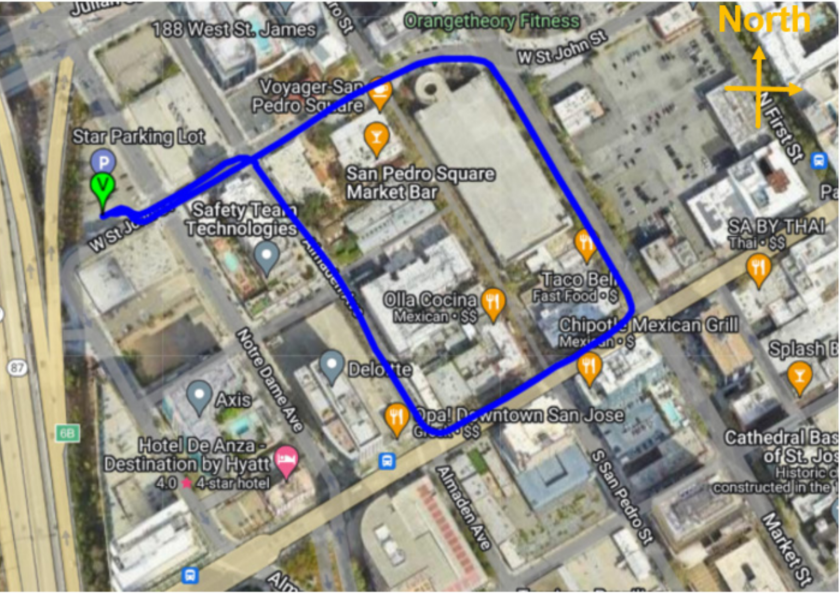 Julian St
ro St
Orangetheory Fitness
North
188 West St. James
W St John St
Voyager-San
Pedro Square
N First St
Star Parking Lot
P
V
San Pedro Square
Market Bar
Pa
W St Jo
Safety Team
Technologies
SA BY THAI
Thai • $$
Almaden Ave
Taco Bell
Fast Food • $
Olla Cocina
Mexican • $$
Chipotle Mexican Grill
Mexican • $
Notre Dame Ave
Deloitte
Splash B
87
Axis
Opa! Downtown San Jose
Greek • $$
6B
Hotel De Anza -
Destination by Hyatt
4.0 ★ 4-star hotel
Cathedral Bas
of St. Jos
Historic
constructed in the
Almaden Ave
S San Pedro St
Market St
Alm